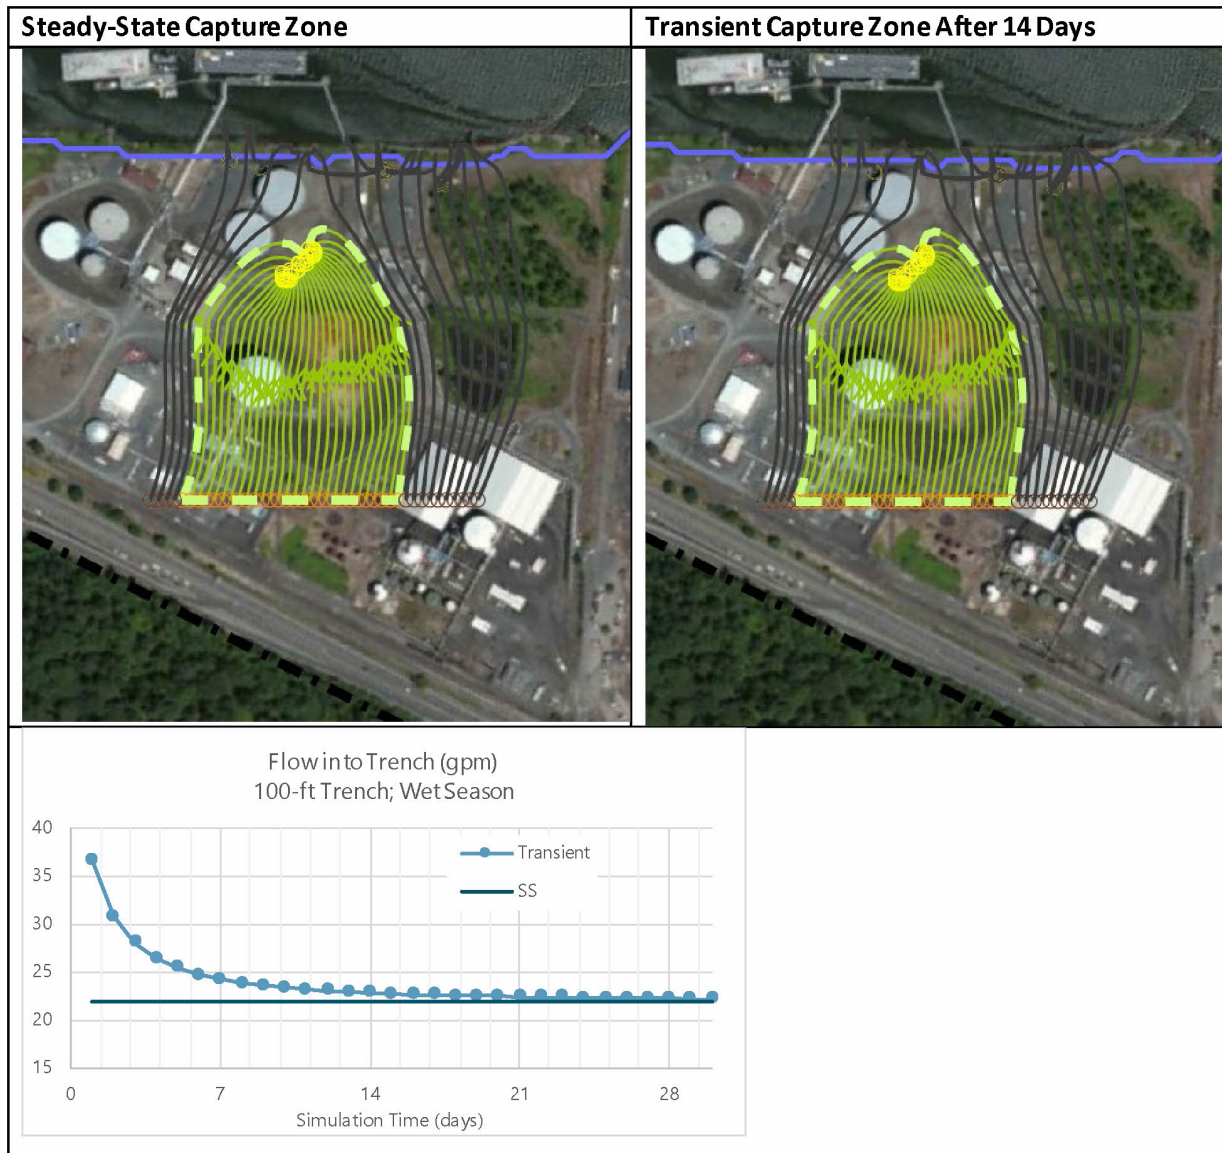 Steady-State Capture Zone
Transient Capture Zone After 14 Days
Flow into Trench (gpm)
100-ft Trench; Wet Season
40
35
30
25
20
15
Transient
SS
0 7 14 21 28
Simulation Time (days)